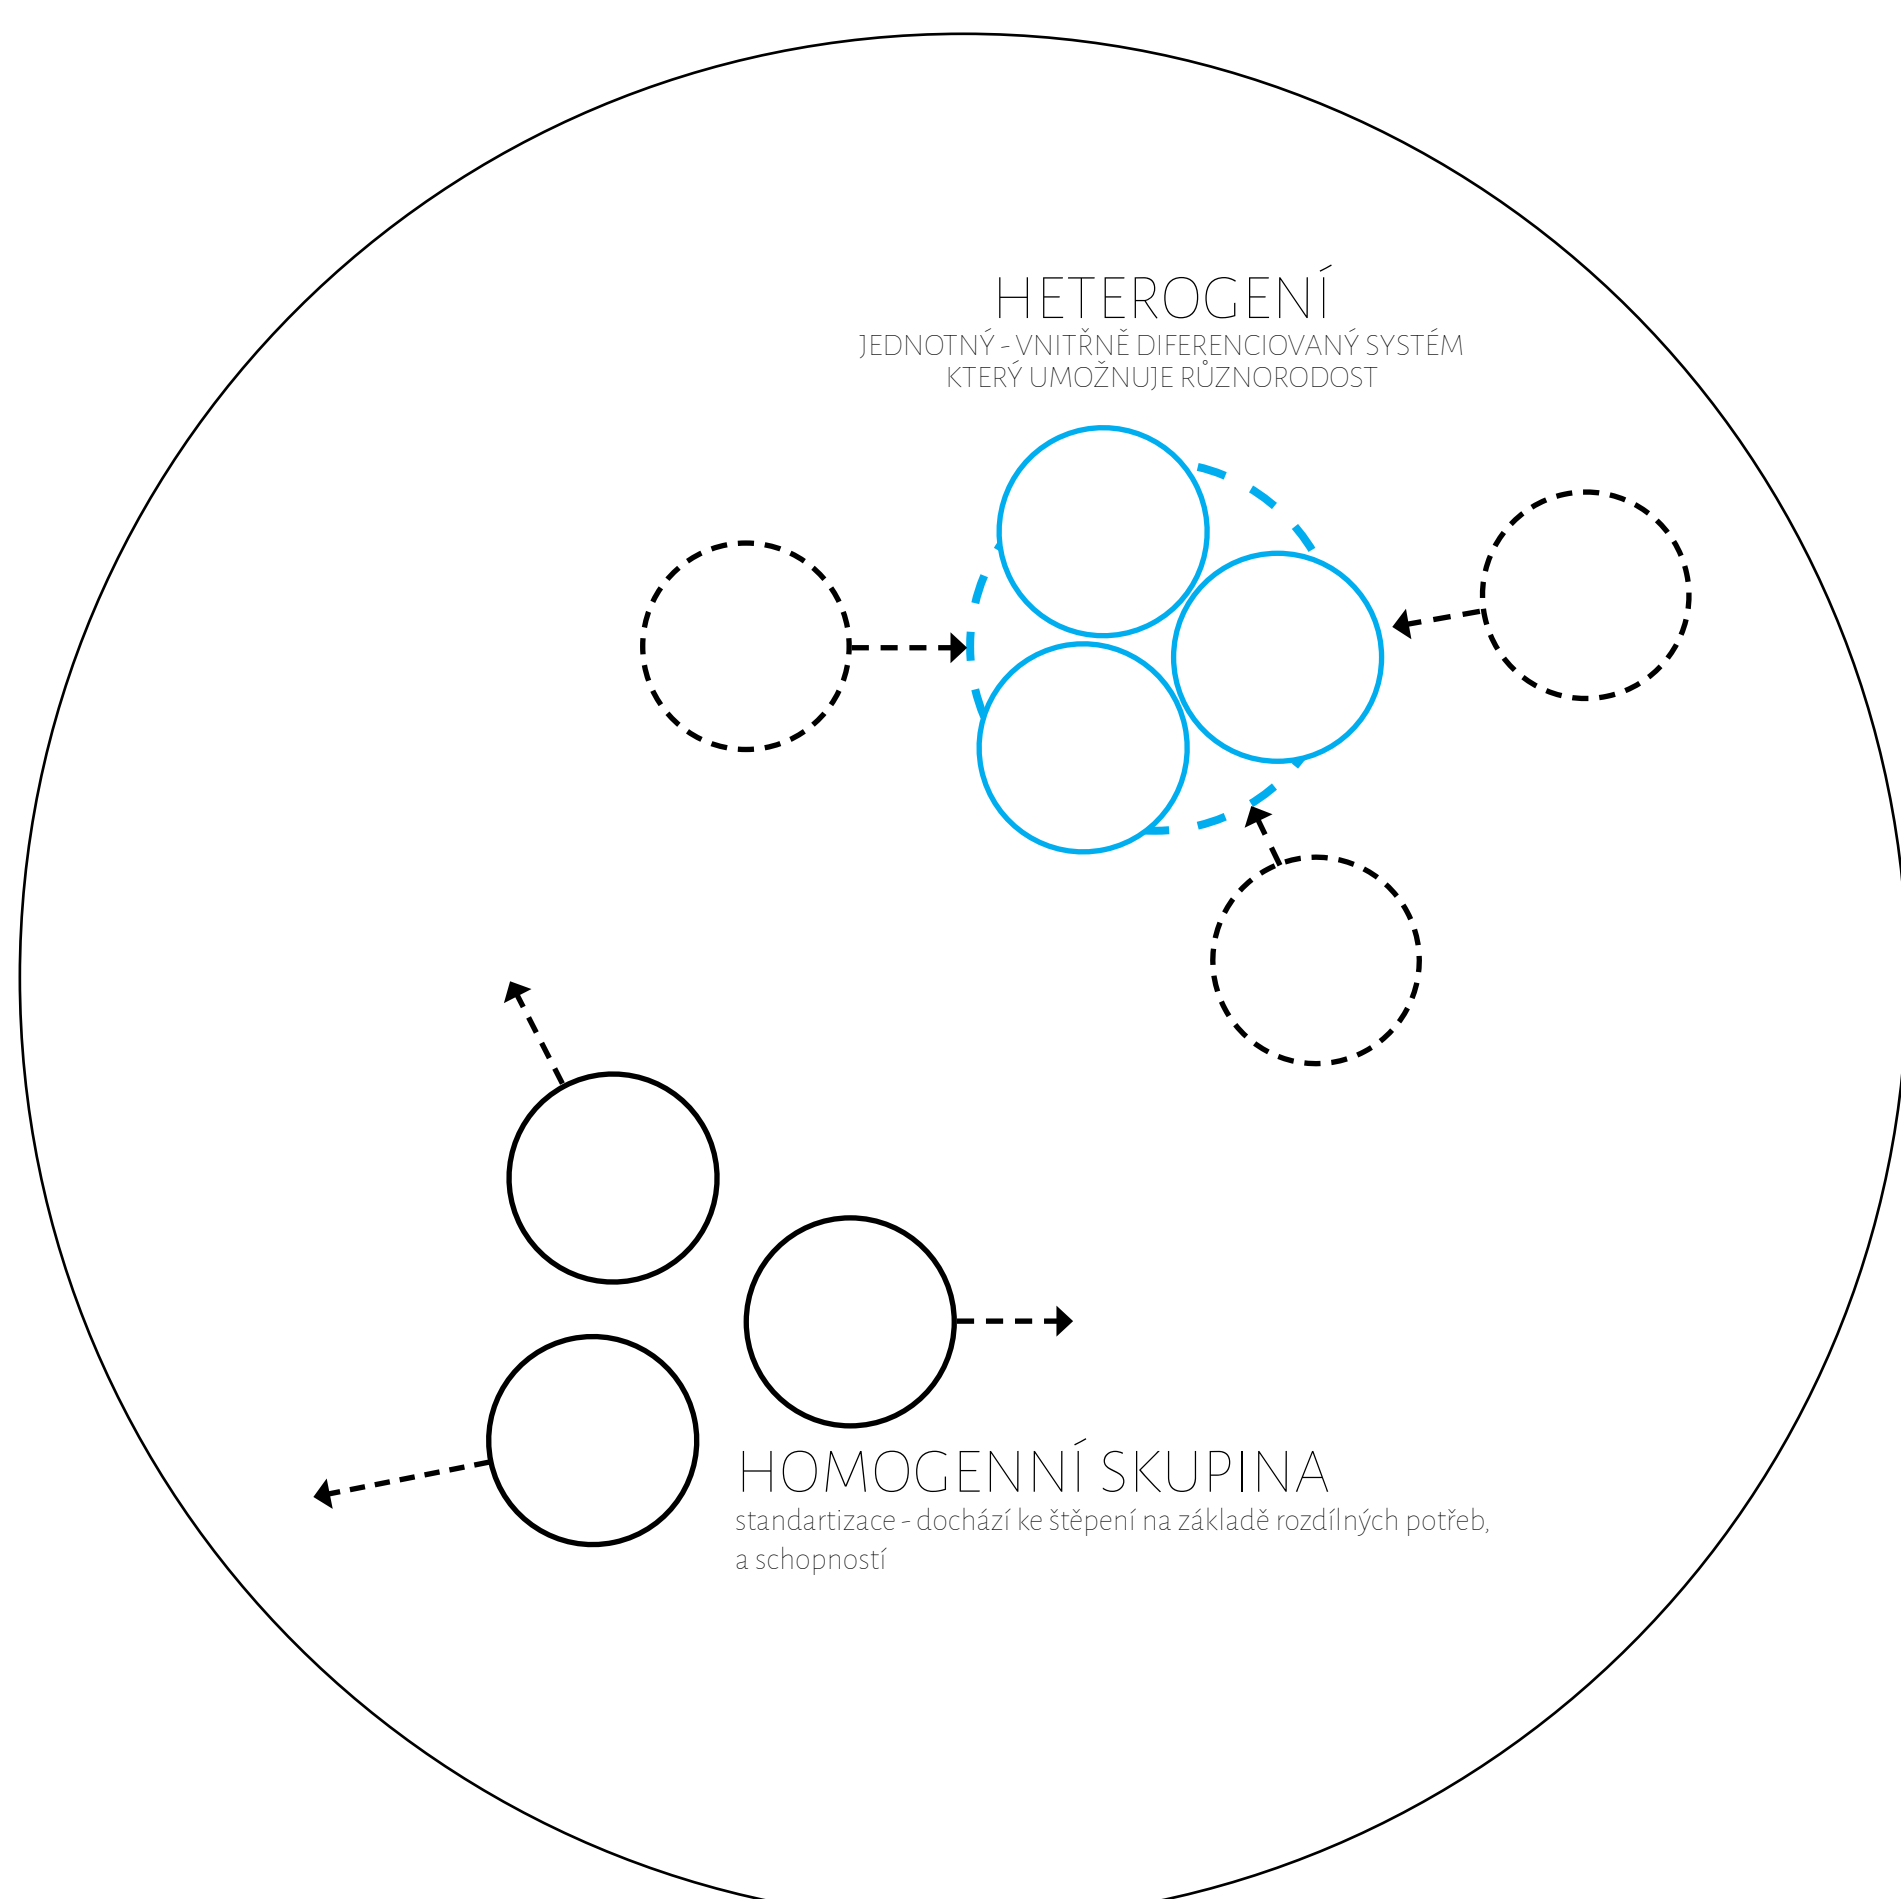 HETEROGENÍ
JEDNOTNÝ - VNITŘNĚ DIFERENCIOVANÝ SYSTÉM
KTERÝ UMOŽNUJE RŮZNORODOST
HOMOGENNÍ SKUPINA
standartizace - dochází ke štěpení na základě rozdílných potřeb,
a schopností